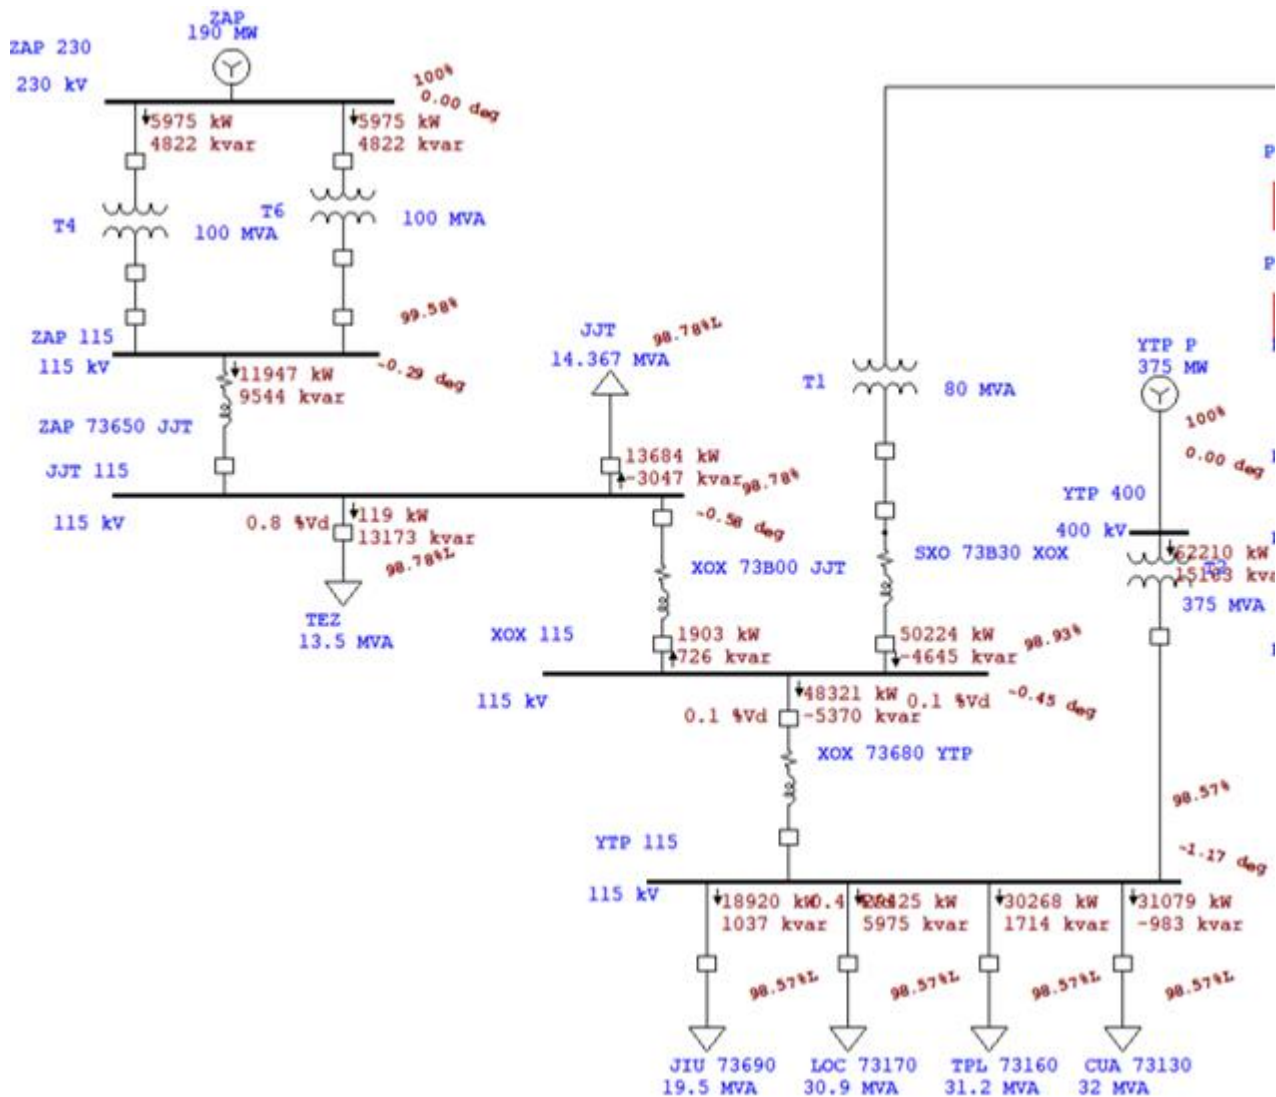 ZAP
190 MW
ZAP 230
230 kV
100%
0.00 deg
5975 kW
4822 kvar
5975 kW
4822 kvar
T4
100 MVA
T6
100 MVA
99.58%
ZAP 115
115 kV
-0.29 deg
11947 kW
9544 kvar
ZAP 73650 JJT
JJT
14.367 MVA
98.78%L
T1
80 MVA
YTP P
375 MW
100%
0.00 deg
JJT 115
115 kV
13684 kW
-3047 kvar
98.78%
-0.58 deg
0.8 %Vd
119 kW
13173 kvar
98.78%L
TEZ
13.5 MVA
XOX 73B00 JJT
SXO 73B30 XOX
YTP 400
400 kV
62210 kW
375 MVA
XOX 115
115 kV
1903 kW
726 kvar
50224 kW
-4645 kvar
98.93%
-0.45 deg
0.1 %Vd
48321 kW
-5370 kvar
0.1 %Vd
XOX 73680 YTP
98.57%
-1.17 deg
YTP 115
115 kV
18920 kW
1037 kvar
5975 kvar
30268 kW
1714 kvar
31079 kW
-983 kvar
98.57%L
98.57%L
98.57%L
98.57%L
JIU 73690
19.5 MVA
LOC 73170
30.9 MVA
TPL 73160
31.2 MVA
CUA 73130
32 MVA
P
P